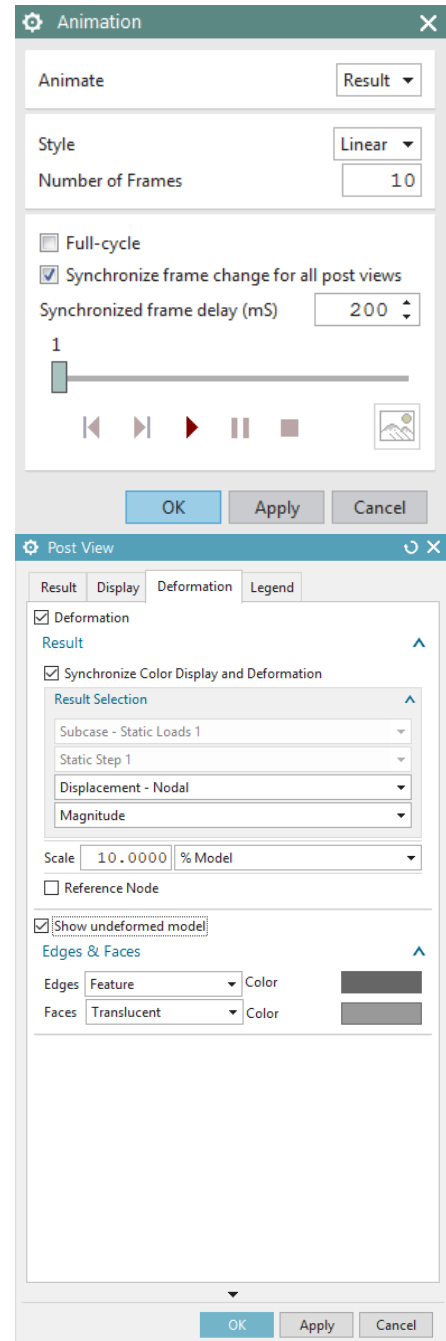 Animation
Animate Result
Style Linear
Number of Frames 10
Full-cycle
Synchronize frame change for all post views
Synchronized frame delay (mS) 200
1
OK Apply Cancel
Post View
Result Display Deformation Legend
Deformation
Result
Synchronize Color Display and Deformation
Result Selection
Subcase - Static Loads 1
Static Step 1
Displacement - Nodal
Magnitude
Scale 10.0000 % Model
Reference Node
Show undeformed model
Edges & Faces
Edges Feature Color
Faces Translucent Color
OK Apply Cancel